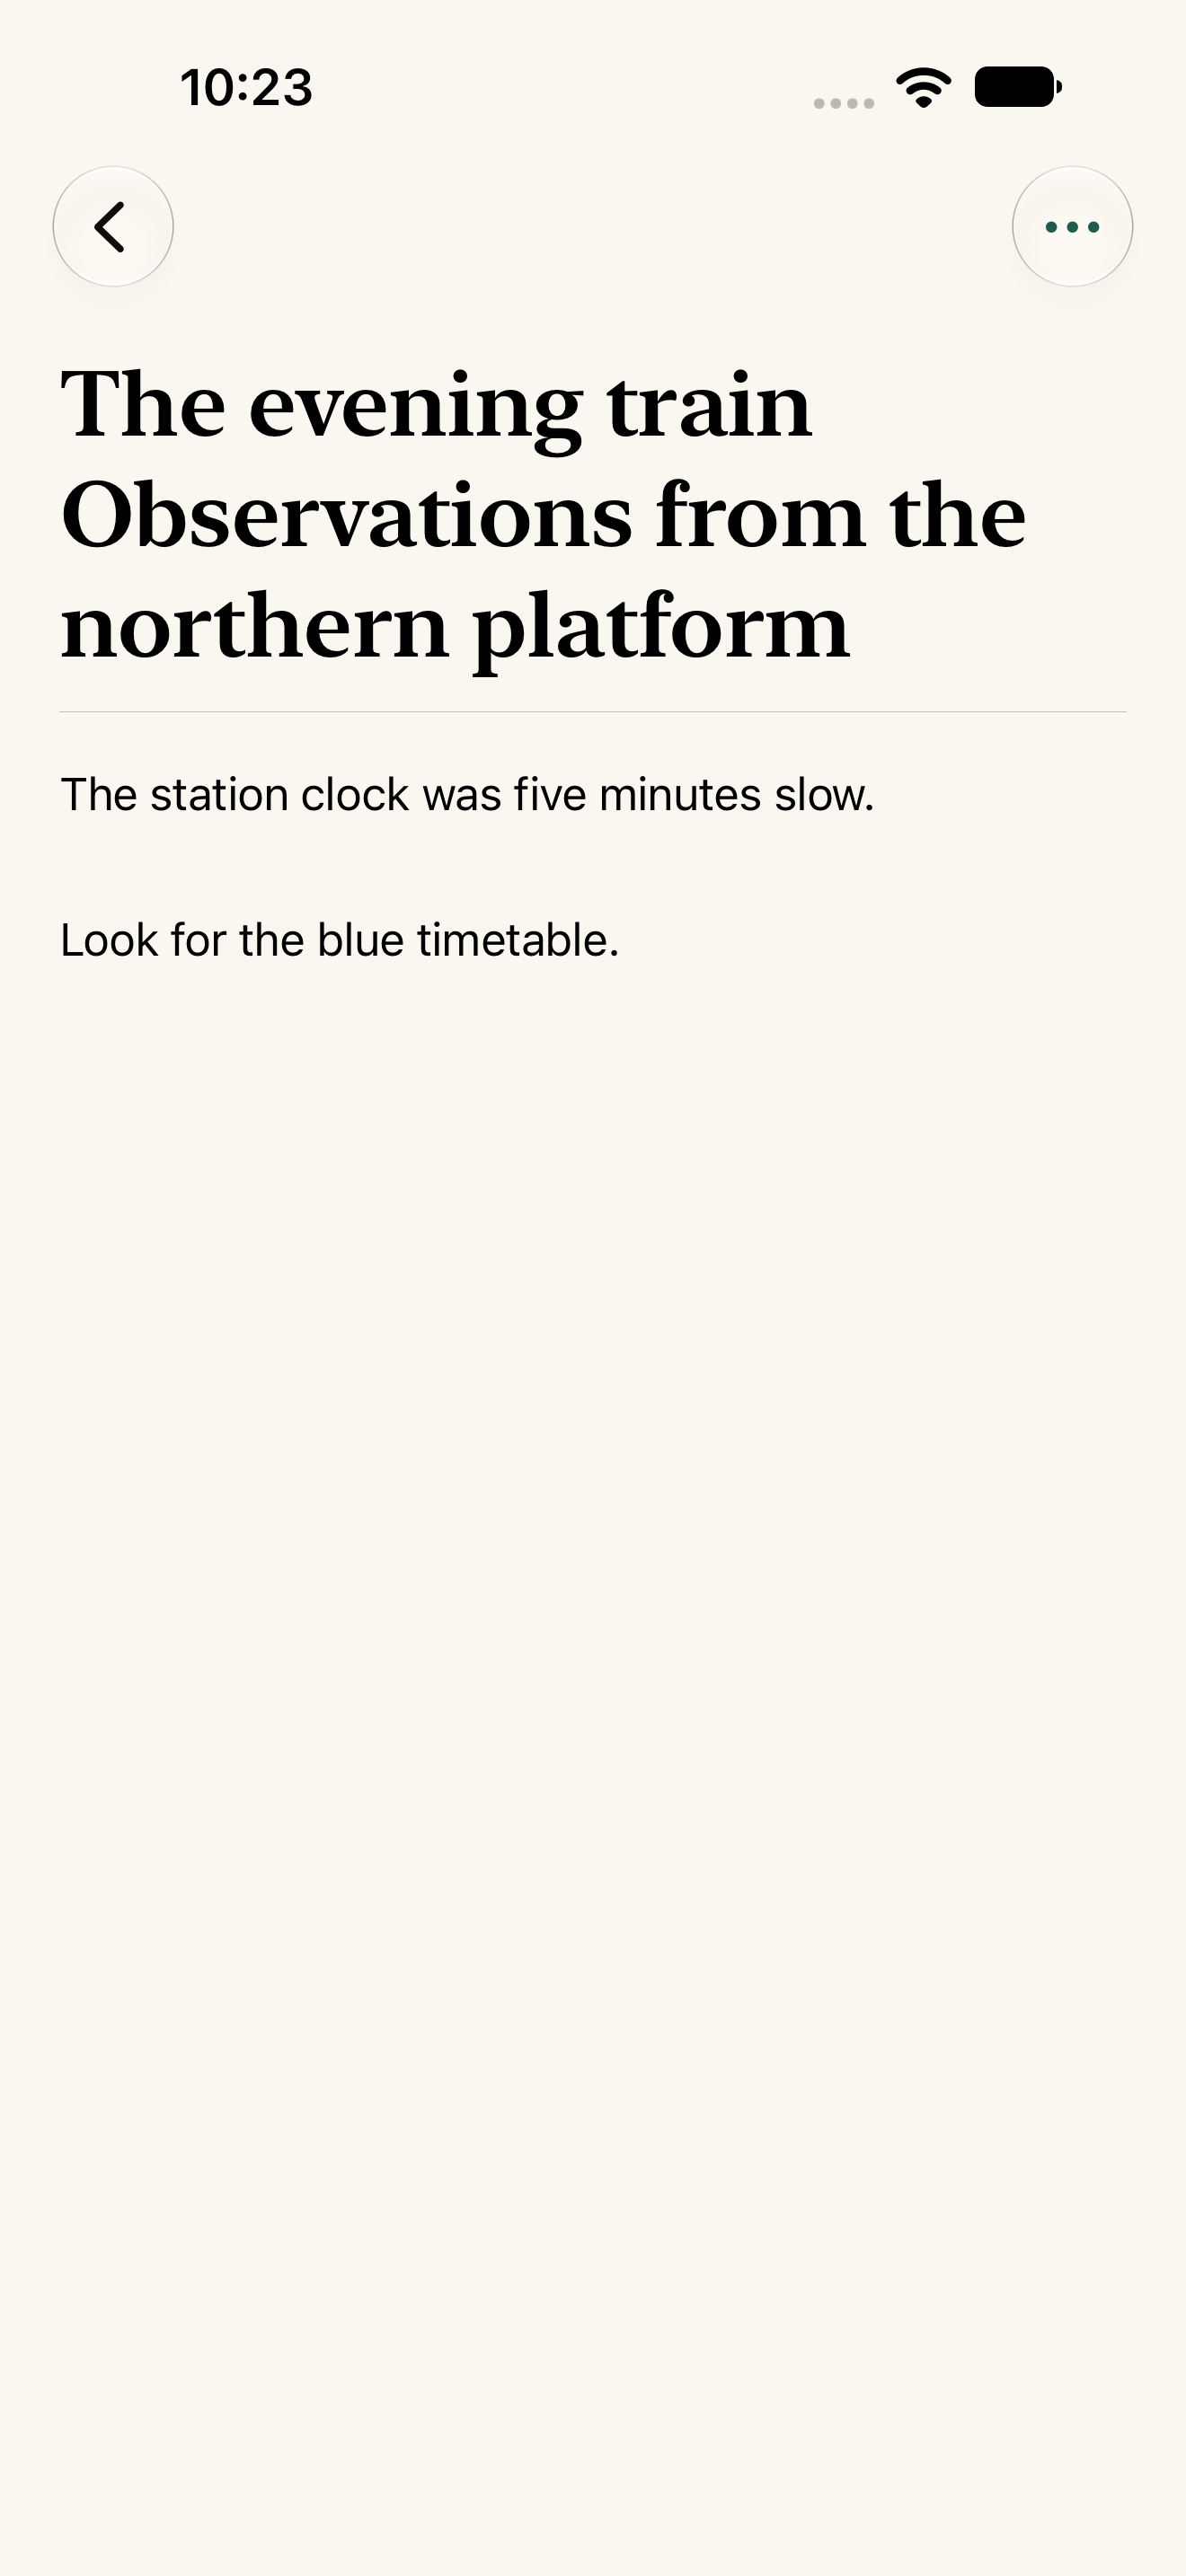 10:23
The evening train
Observations from the
northern platform
The station clock was five minutes slow.
Look for the blue timetable.